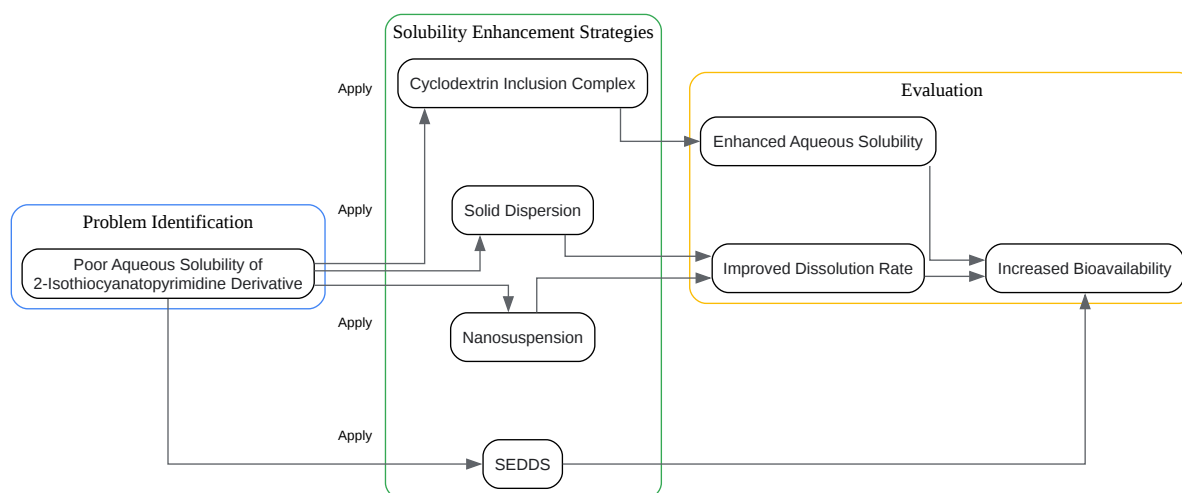 Solubility Enhancement Strategies
Apply
Cyclodextrin Inclusion Complex
Evaluation
Enhanced Aqueous Solubility
Apply
Solid Dispersion
Problem Identification
Poor Aqueous Solubility of
2-Isothiocyanatopyrimidine Derivative
Improved Dissolution Rate
Increased Bioavailability
Apply
Nanosuspension
Apply
SEDDS